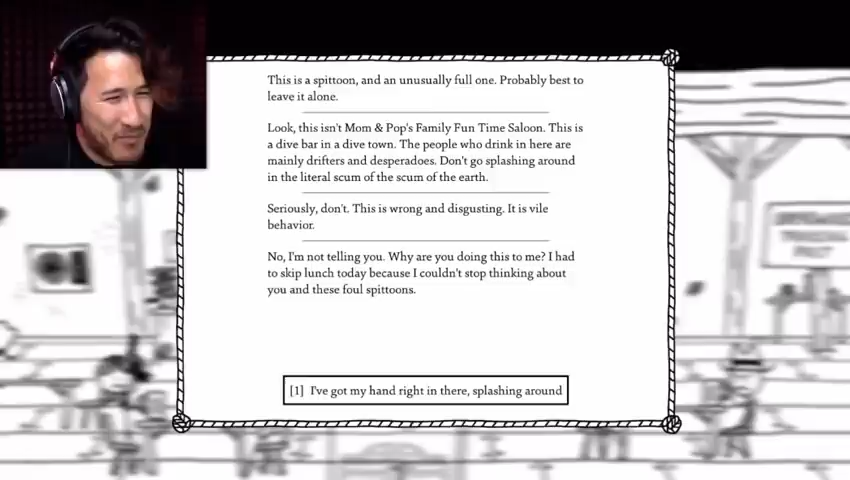 This is a spittoon, and an unusually full one. Probably best to
leave it alone.
Look, this isn't Mom & Pop's Family Fun Time Saloon. This is
a dive bar in a dive town. The people who drink in here are
mainly drifters and desperadoes. Don't go splashing around
in the literal scum of the scum of the earth.
Seriously, don't. This is wrong and disgusting. It is vile
behavior.
No, I'm not telling you. Why are you doing this to me? I had
to skip lunch today because I couldn't stop thinking about
you and these foul spittoons.
[1] I've got my hand right in there, splashing around